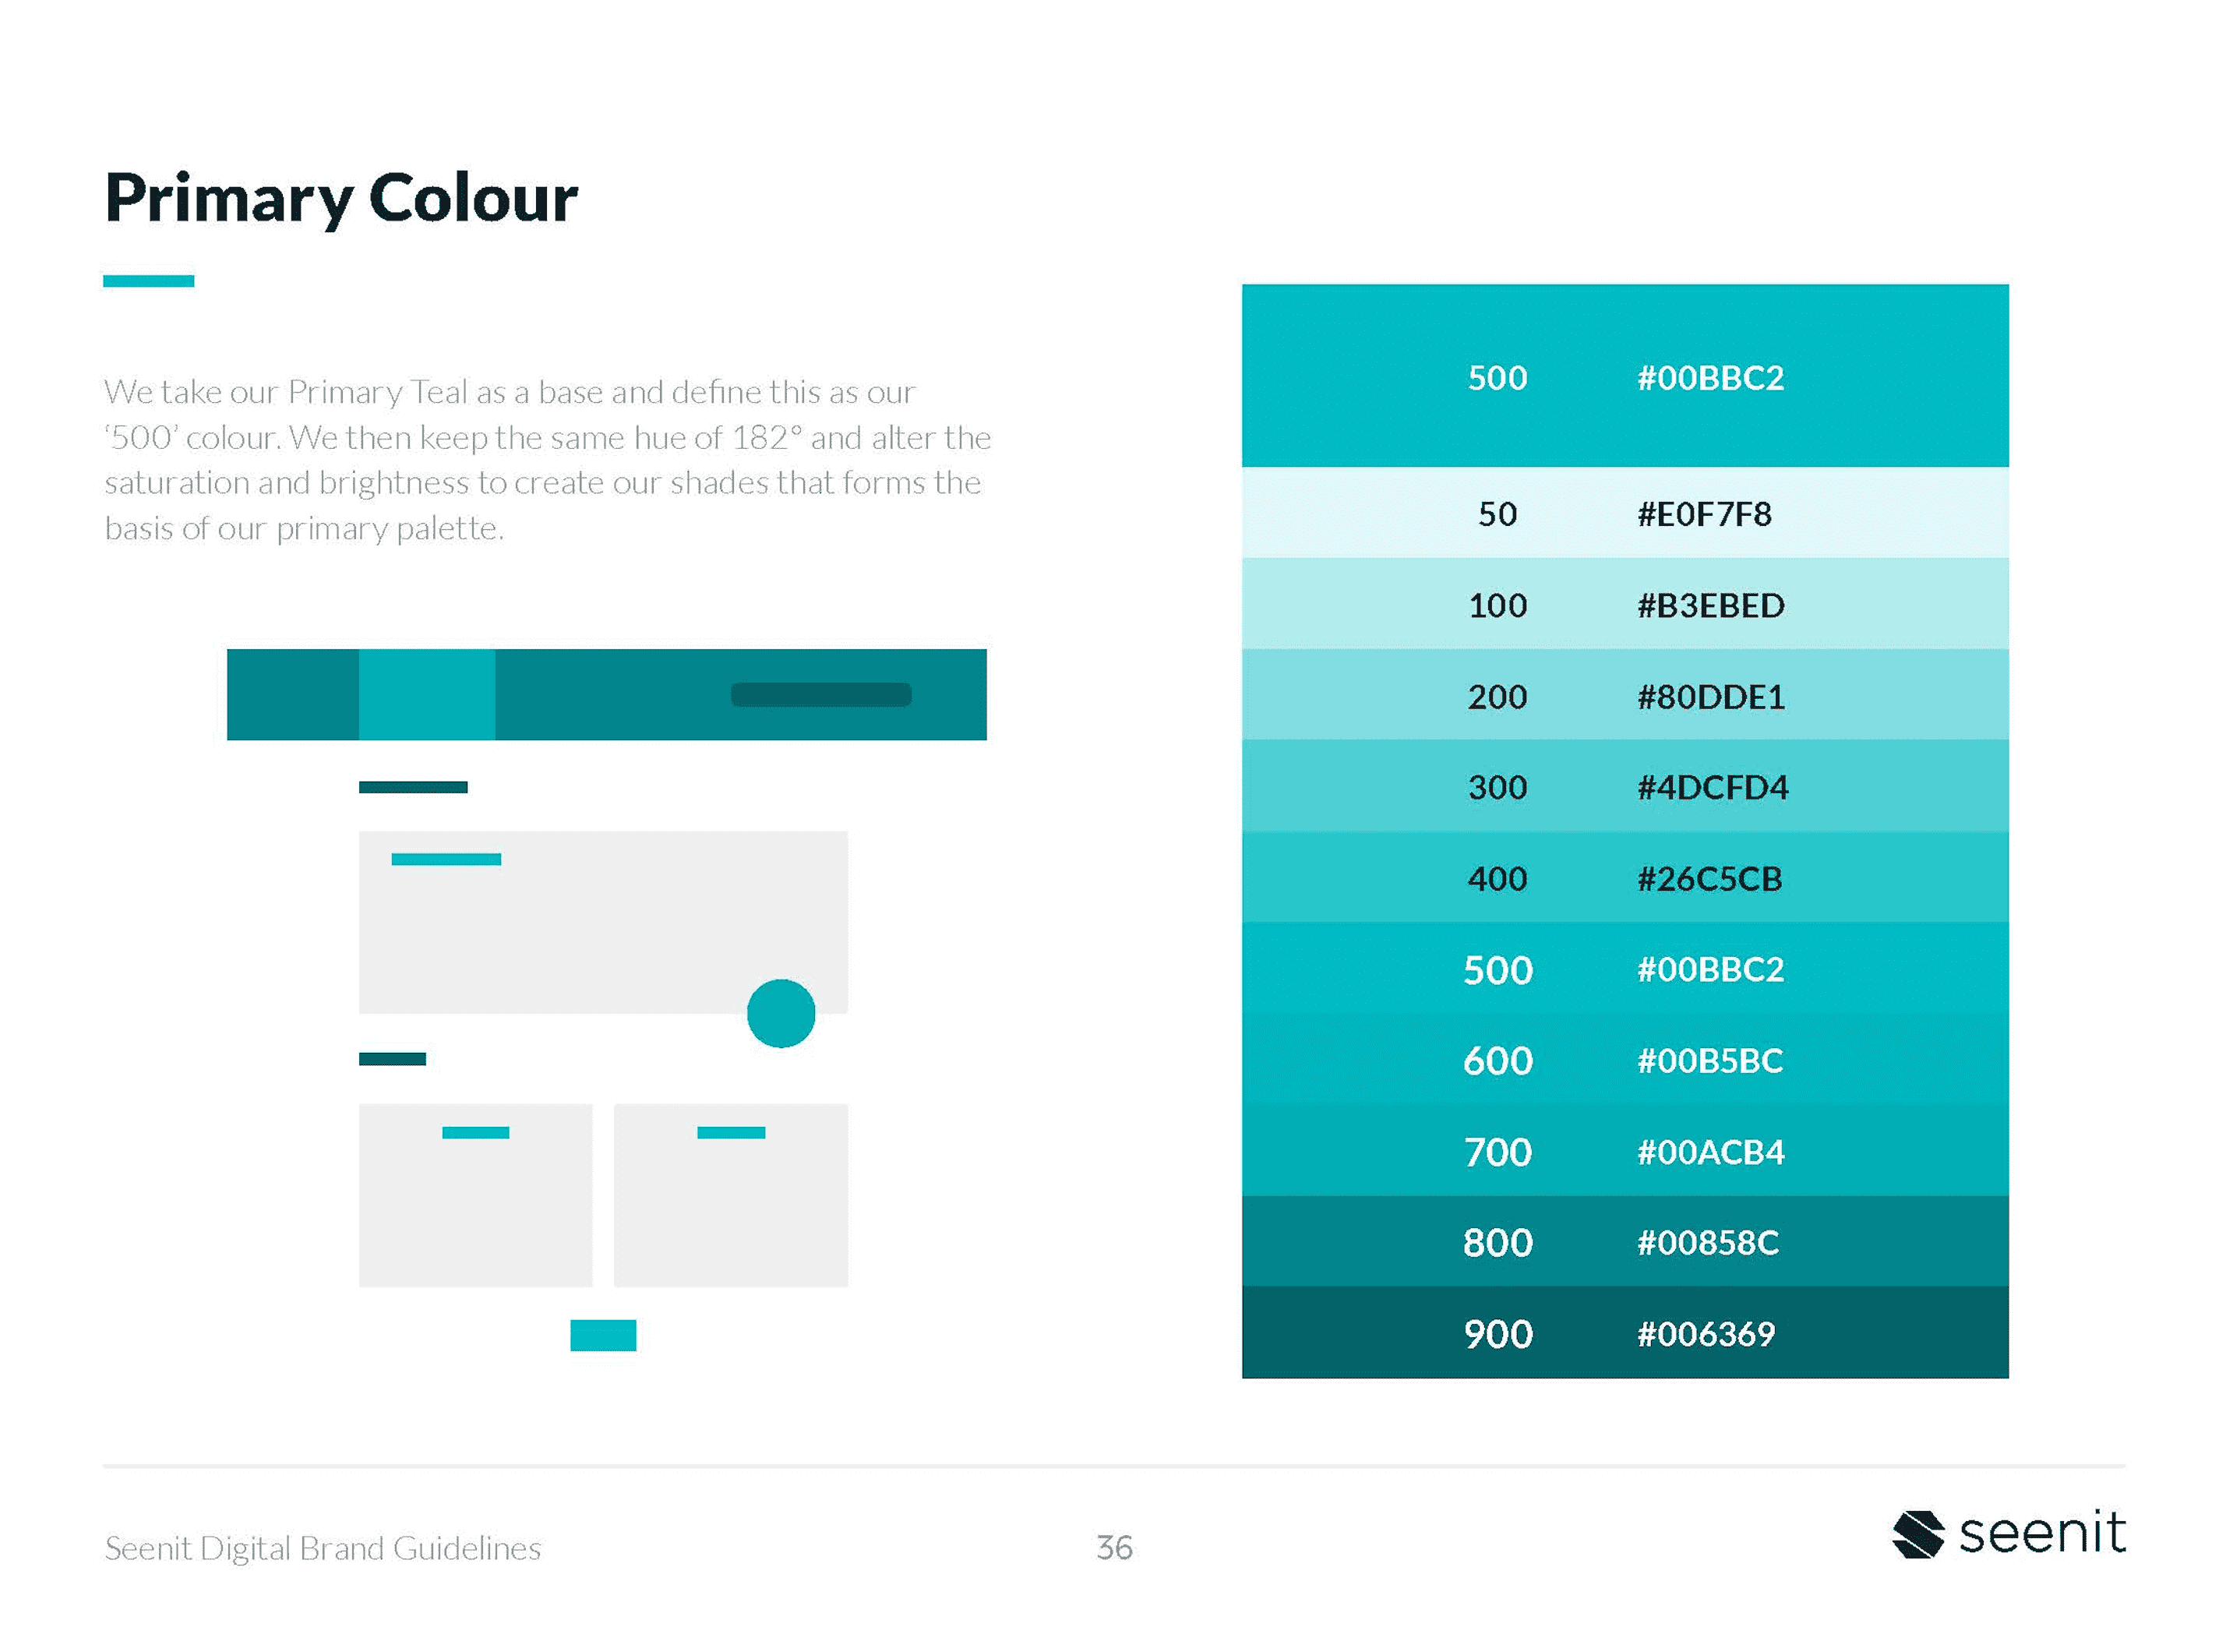 Primary Colour
We take our Primary Teal as a base and define this as our
‘500’ colour. We then keep the same hue of 182° and alter the
saturation and brightness to create our shades that forms the
basis of our primary palette.
500 #00BBC2
50 #E0F7F8
100 #B3EBED
200 #80DDE1
300 #4DCFD4
400 #26C5CB
500 #00BBC2
600 #00B5BC
700 #00ACB4
800 #00858C
900 #006369
Seenit Digital Brand Guidelines
36
seenit